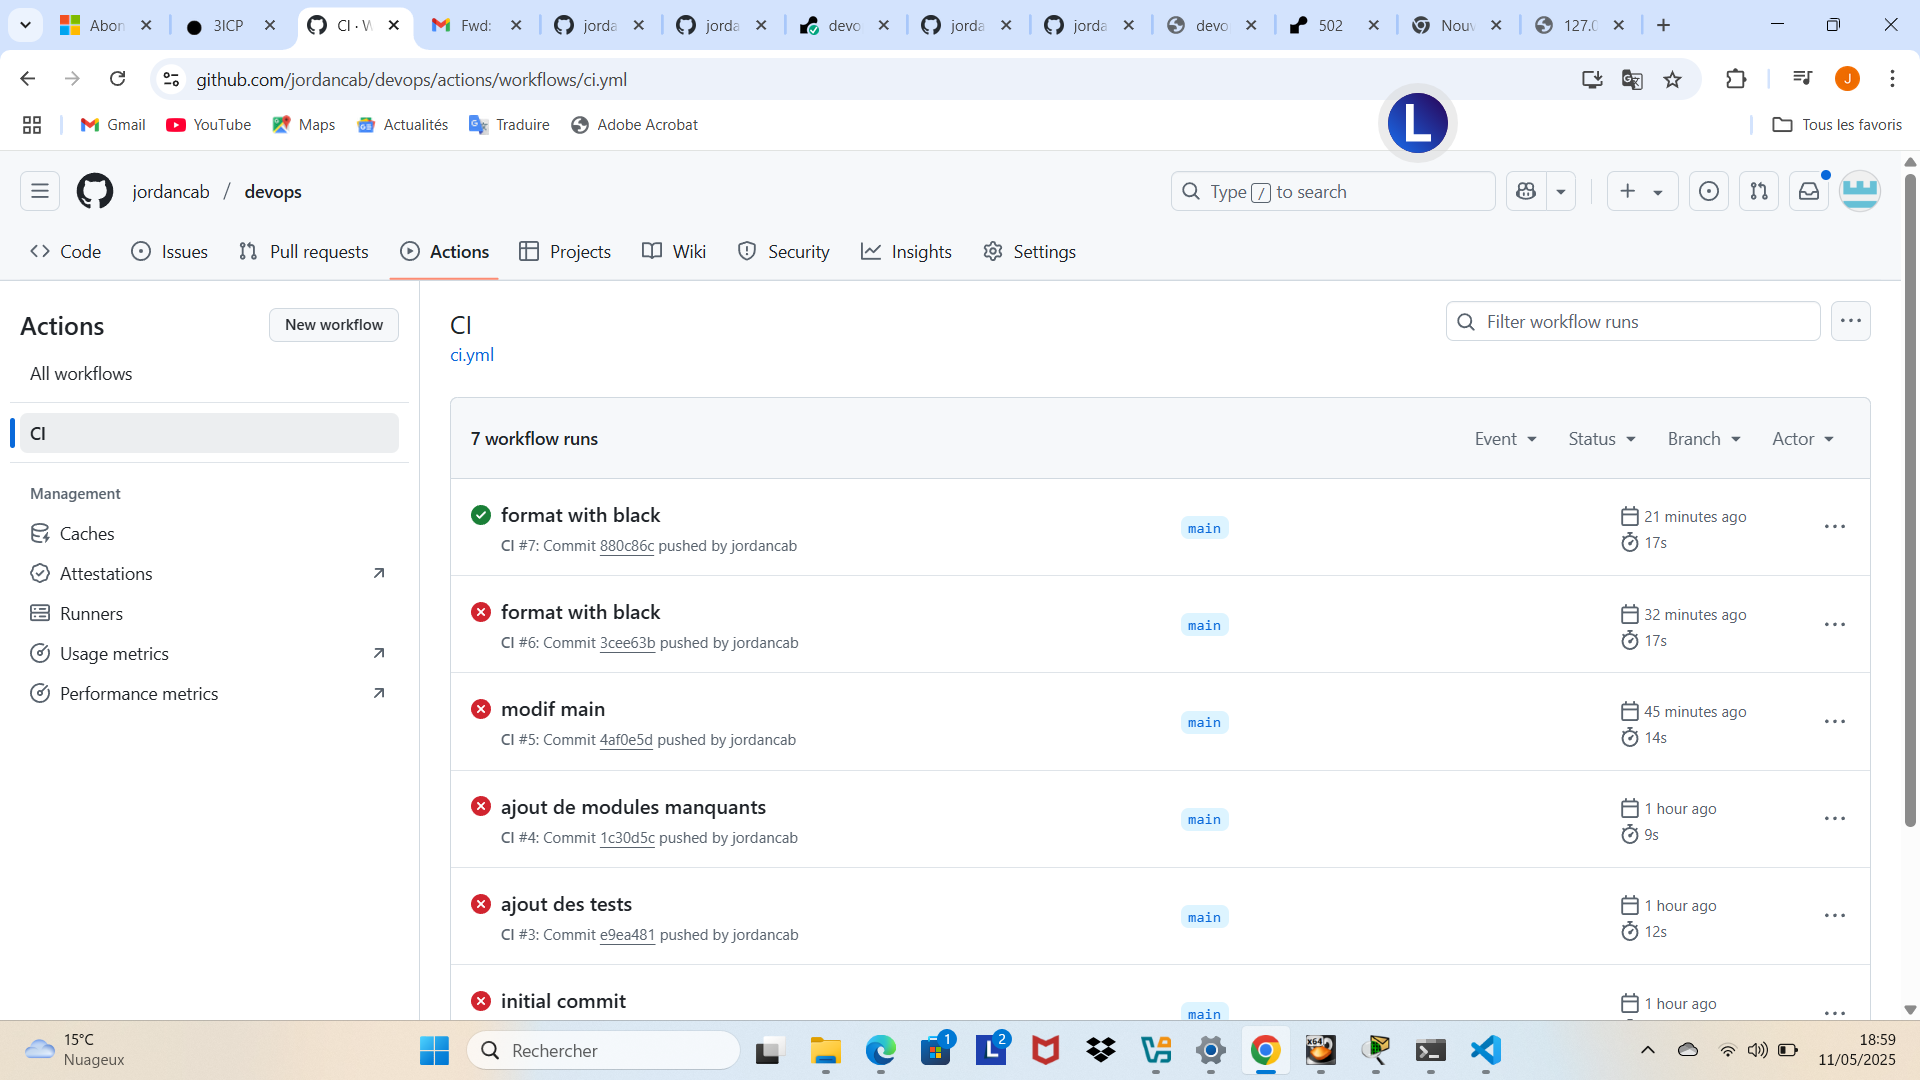 Abon
3ICP
CI · W
Fwd:
jorda
jorda
devo
jorda
jorda
devo
502
Nouv
127.0
github.com/jordancab/devops/actions/workflows/ci.yml
J
Gmail
YouTube
Maps
Actualités
Traduire
Adobe Acrobat
L
Tous les favoris
jordancab / devops
Type / to search
Code
Issues
Pull requests
Actions
Projects
Wiki
Security
Insights
Settings
Actions
New workflow
All workflows
CI
Management
Caches
Attestations
Runners
Usage metrics
Performance metrics
CI
ci.yml
Filter workflow runs
7 workflow runs
Event
Status
Branch
Actor
format with black
CI #7: Commit 880c86c pushed by jordancab
main
21 minutes ago
17s
format with black
CI #6: Commit 3cee63b pushed by jordancab
main
32 minutes ago
17s
modif main
CI #5: Commit 4af0e5d pushed by jordancab
main
45 minutes ago
14s
ajout de modules manquants
CI #4: Commit 1c30d5c pushed by jordancab
main
1 hour ago
9s
ajout des tests
CI #3: Commit e9ea481 pushed by jordancab
main
1 hour ago
12s
initial commit
main
1 hour ago
15°C
Nuageux
Rechercher
1
L
2
X64
18:59
11/05/2025